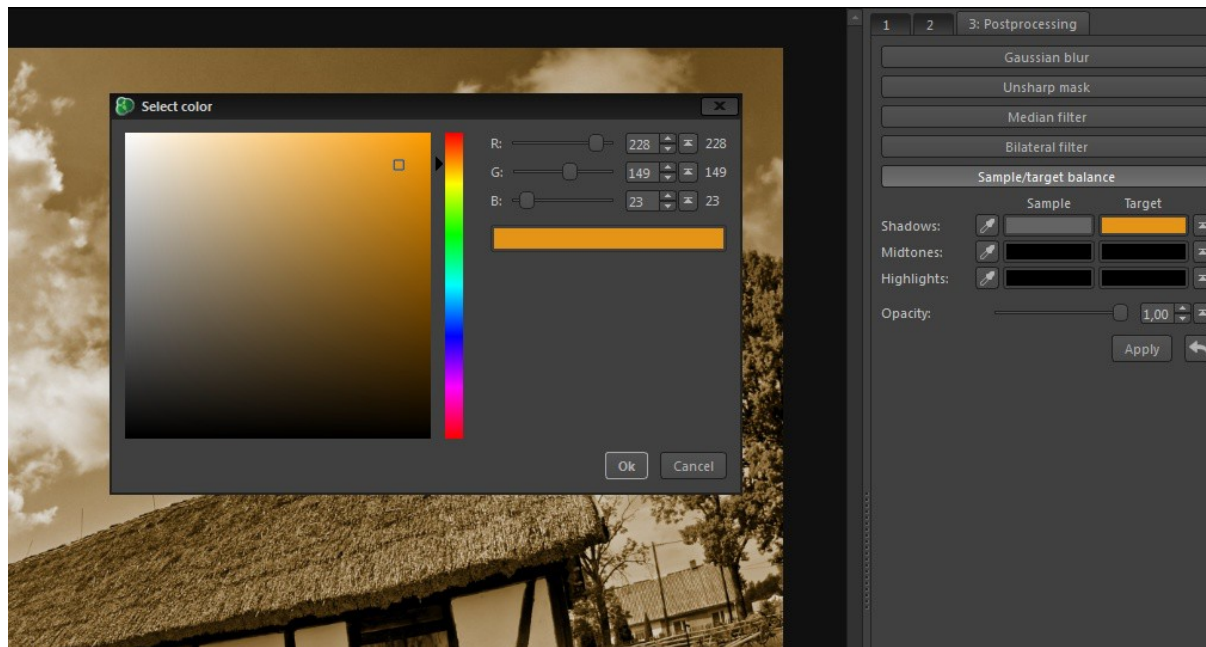 1 2 3: Postprocessing
Gaussian blur
Unsharp mask
Median filter
Bilateral filter
Sample/target balance
Sample Target
Shadows:
Midtones:
Highlights:
Opacity: 1,00
Apply
Select color
R: 228 228
G: 149 149
B: 23 23
Ok Cancel